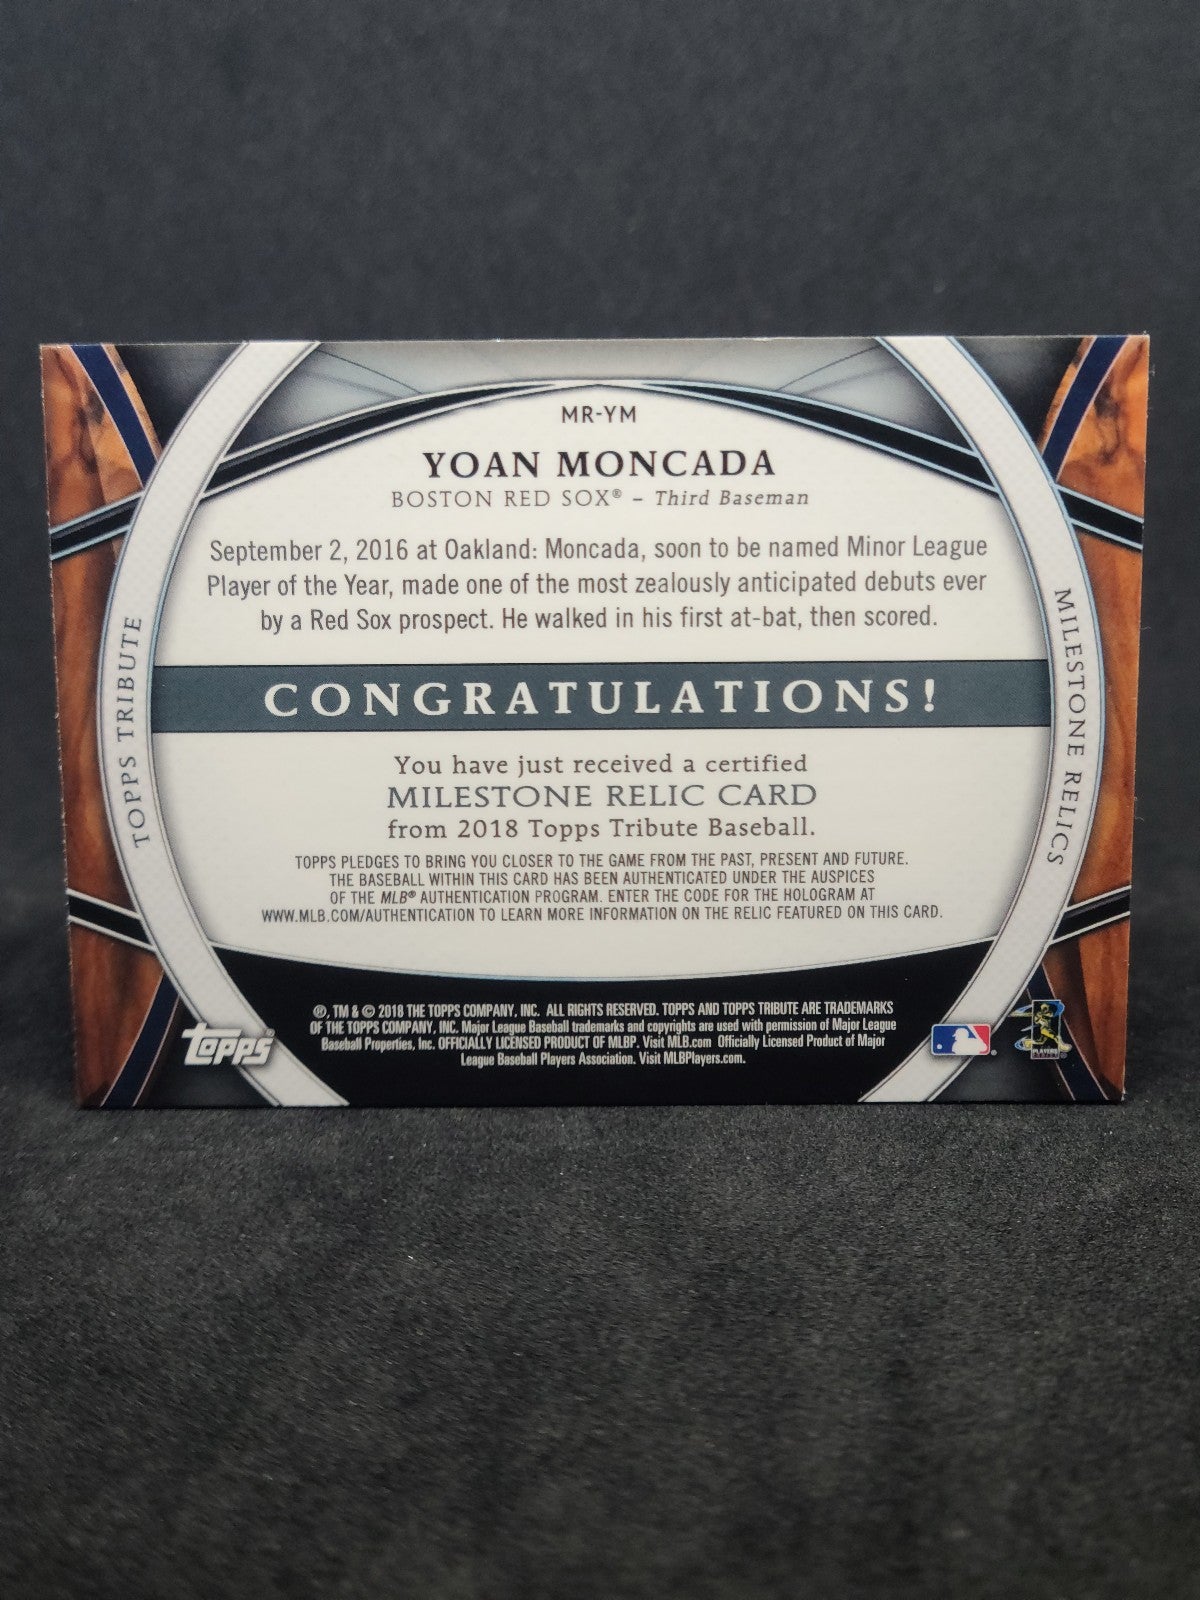 MR-YM
YOAN MONCADA
BOSTON RED SOX® – Third Baseman
September 2, 2016 at Oakland: Moncada, soon to be named Minor League
Player of the Year, made one of the most zealously anticipated debuts ever
by a Red Sox prospect. He walked in his first at-bat, then scored.
TOPPS TRIBUTE
MILESTONE RELICS
CONGRATULATIONS!
You have just received a certified
MILESTONE RELIC CARD
from 2018 Topps Tribute Baseball.
TOPPS PLEDGES TO BRING YOU CLOSER TO THE GAME FROM THE PAST, PRESENT AND FUTURE.
THE BASEBALL WITHIN THIS CARD HAS BEEN AUTHENTICATED UNDER THE AUSPICES
OF THE MLB® AUTHENTICATION PROGRAM. ENTER THE CODE FOR THE HOLOGRAM AT
WWW.MLB.COM/AUTHENTICATION TO LEARN MORE INFORMATION ON THE RELIC FEATURED ON THIS CARD.
®, TM & © 2018 THE TOPPS COMPANY, INC. ALL RIGHTS RESERVED. TOPPS AND TOPPS TRIBUTE ARE TRADEMARKS
OF THE TOPPS COMPANY, INC. Major League Baseball trademarks and copyrights are used with permission of Major League
Baseball Properties, Inc. OFFICIALLY LICENSED PRODUCT OF MLBP. Visit MLB.com Officially Licensed Product of Major
League Baseball Players Association. Visit MLBPlayers.com.
Topps®
PLAYERS